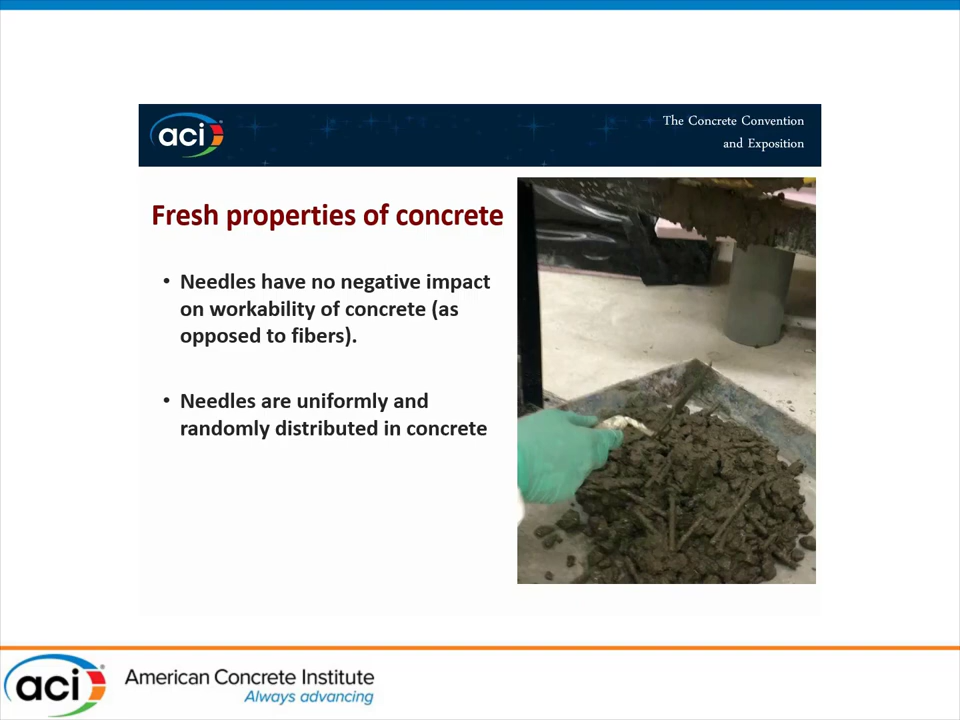 aci
The Concrete Convention
and Exposition
Fresh properties of concrete
• Needles have no negative impact
on workability of concrete (as
opposed to fibers).
• Needles are uniformly and
randomly distributed in concrete
aci
American Concrete Institute
Always advancing